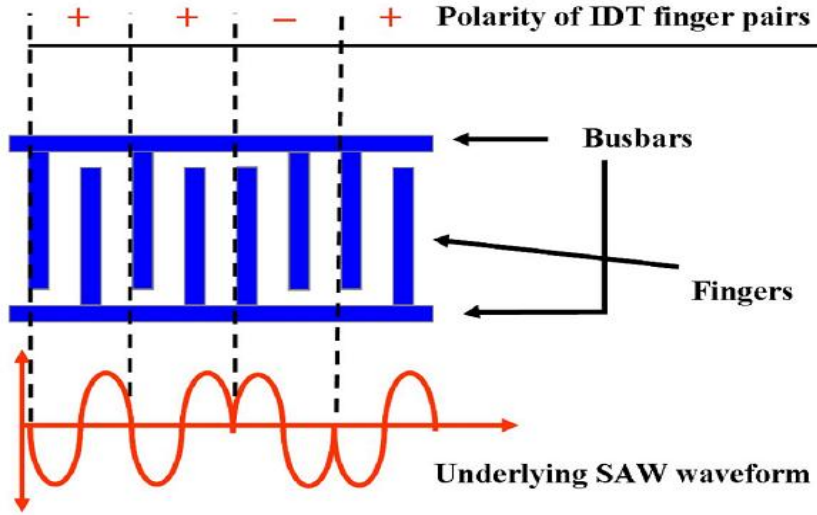 + + – + Polarity of IDT finger pairs
Busbars
Fingers
Underlying SAW waveform